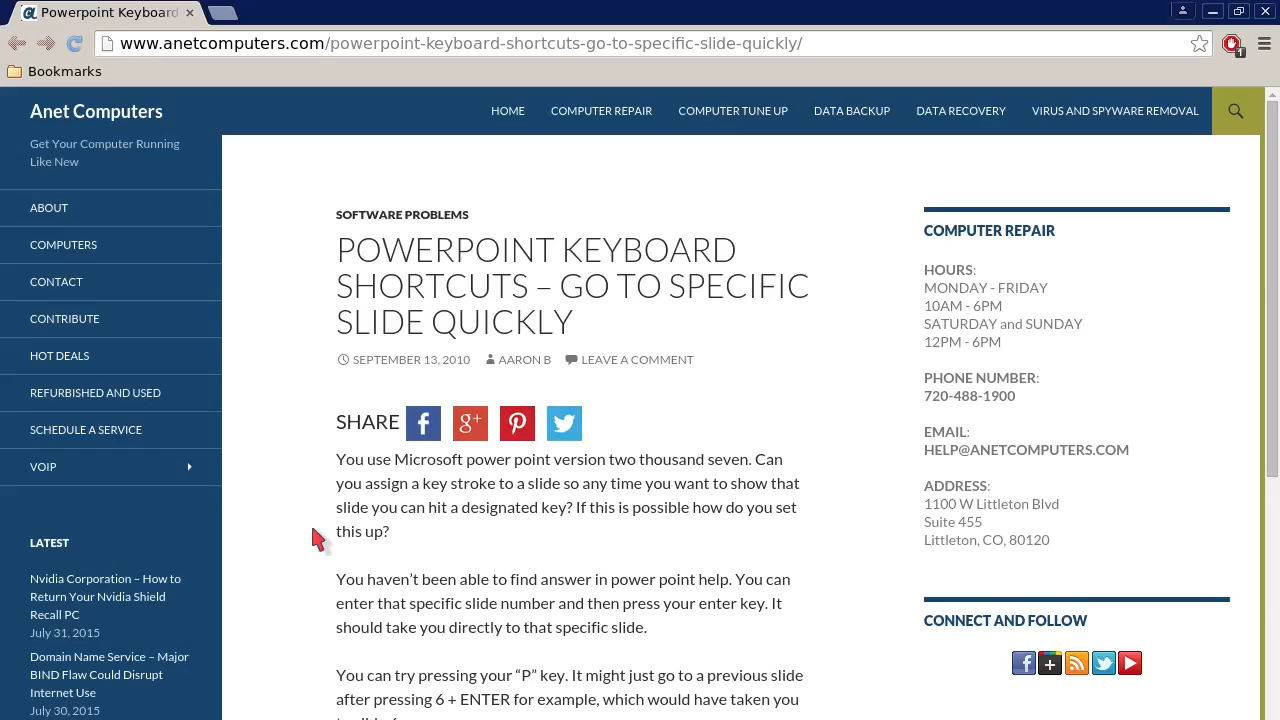 Powerpoint Keyboard
www.anetcomputers.com/powerpoint-keyboard-shortcuts-go-to-specific-slide-quickly/
1
Bookmarks
Anet Computers
HOME
COMPUTER REPAIR
COMPUTER TUNE UP
DATA BACKUP
DATA RECOVERY
VIRUS AND SPYWARE REMOVAL
Get Your Computer Running
Like New
ABOUT
COMPUTERS
CONTACT
CONTRIBUTE
HOT DEALS
REFURBISHED AND USED
SCHEDULE A SERVICE
VOIP
LATEST
Nvidia Corporation – How to
Return Your Nvidia Shield
Recall PC
July 31, 2015
Domain Name Service – Major
BIND Flaw Could Disrupt
Internet Use
July 30, 2015
SOFTWARE PROBLEMS
POWERPOINT KEYBOARD
SHORTCUTS – GO TO SPECIFIC
SLIDE QUICKLY
SEPTEMBER 13, 2010
AARON B
LEAVE A COMMENT
SHARE
You use Microsoft power point version two thousand seven. Can
you assign a key stroke to a slide so any time you want to show that
slide you can hit a designated key? If this is possible how do you set
this up?
You haven't been able to find answer in power point help. You can
enter that specific slide number and then press your enter key. It
should take you directly to that specific slide.
You can try pressing your “P” key. It might just go to a previous slide
after pressing 6 + ENTER for example, which would have taken you
COMPUTER REPAIR
HOURS:
MONDAY - FRIDAY
10AM - 6PM
SATURDAY and SUNDAY
12PM - 6PM
PHONE NUMBER:
720-488-1900
EMAIL:
HELP@ANETCOMPUTERS.COM
ADDRESS:
1100 W Littleton Blvd
Suite 455
Littleton, CO, 80120
CONNECT AND FOLLOW